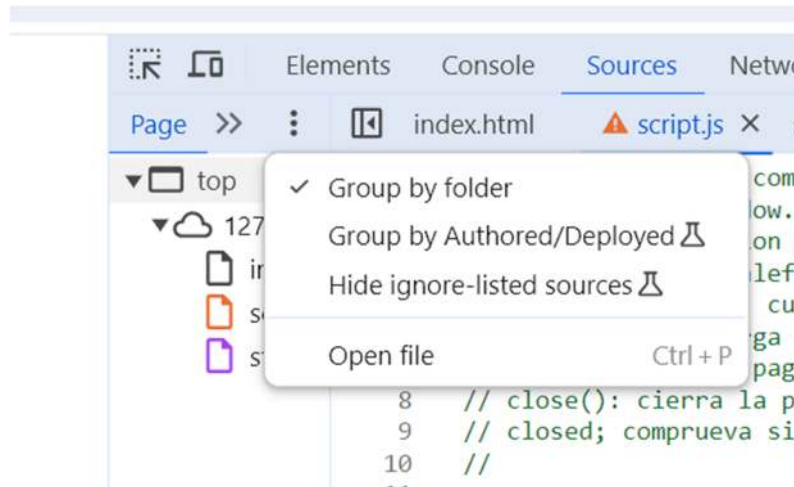 Elements Console Sources
Page index.html script.js
top
Group by folder
127
Group by Authored/Deployed
Hide ignore-listed sources
Open file Ctrl + P
8 // close(): cierra la
9 // closed; comprueva si
10 //